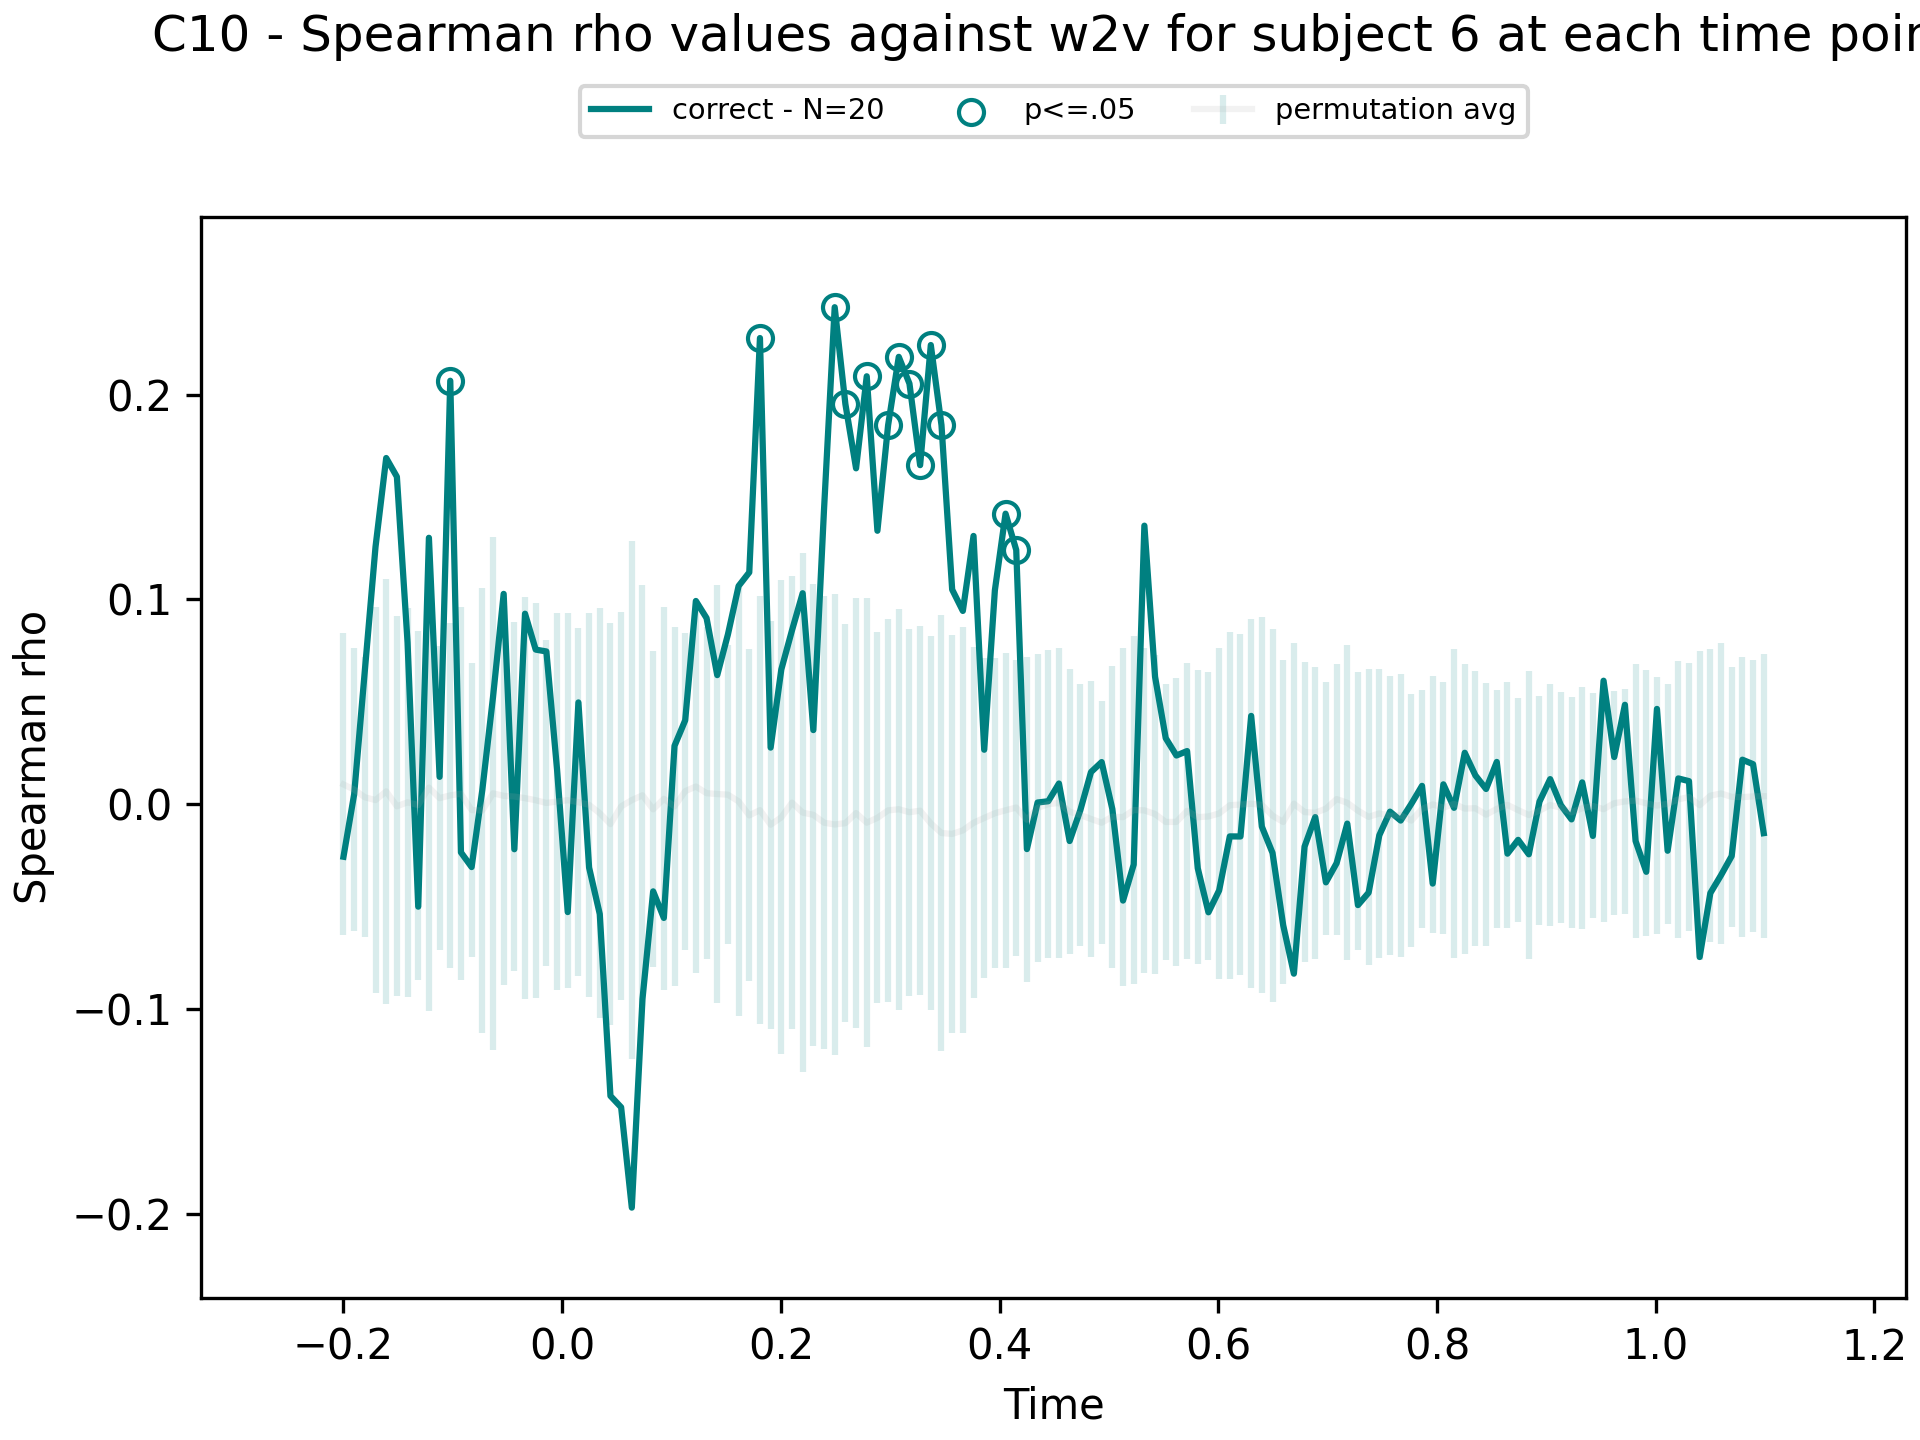 C10 - Spearman rho values against w2v for subject 6 at each time poin
correct - N=20 p<=.05 permutation avg
Spearman rho
0.2
0.1
0.0
−0.1
−0.2
−0.2 0.0 0.2 0.4 0.6 0.8 1.0 1.2
Time